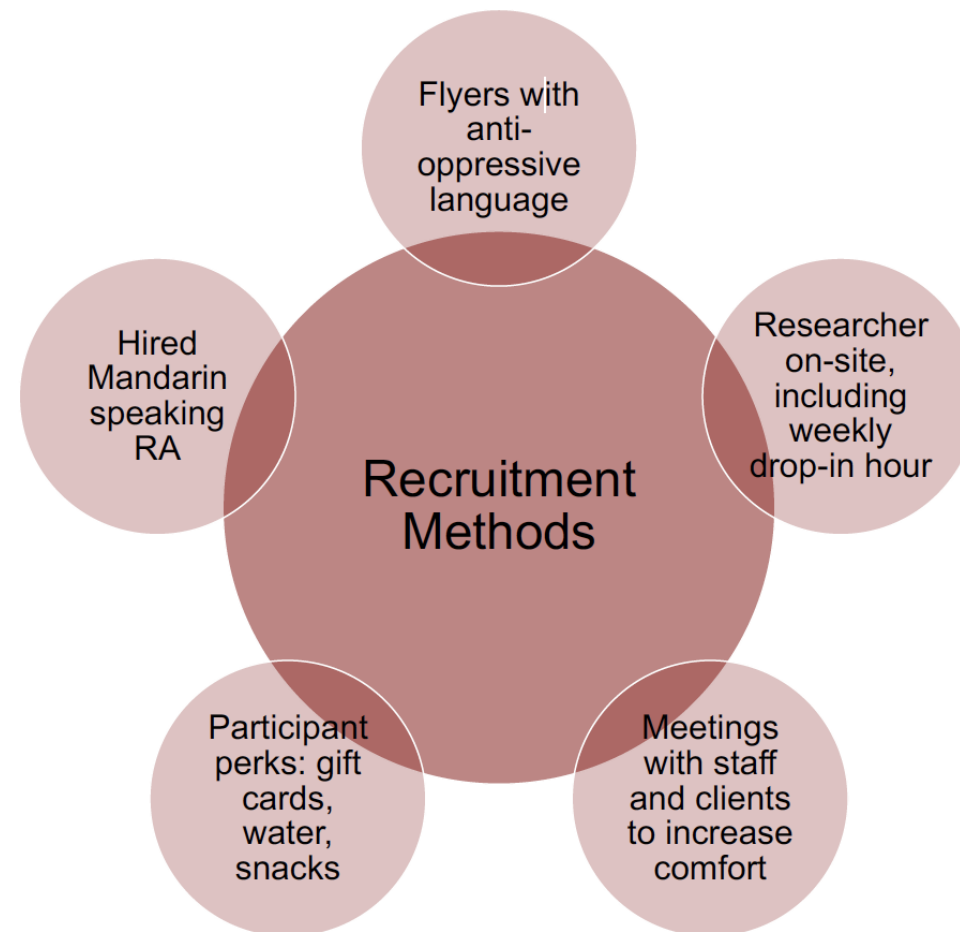 Flyers with
anti-
oppressive
language
Researcher
on-site,
including
weekly
drop-in hour
Meetings
with staff
and clients
to increase
comfort
Participant
perks: gift
cards,
water,
snacks
Hired
Mandarin
speaking
RA
Recruitment
Methods